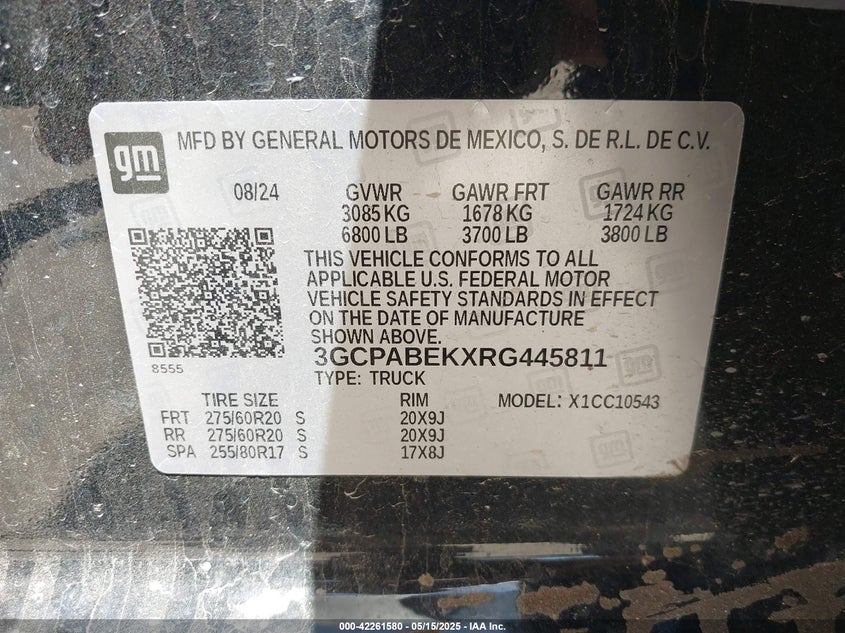 gm
MFD BY GENERAL MOTORS DE MEXICO, S. DE R.L. DE C.V.
08/24 GVWR GAWR FRT GAWR RR
3085 KG 1678 KG 1724 KG
6800 LB 3700 LB 3800 LB
THIS VEHICLE CONFORMS TO ALL
APPLICABLE U.S. FEDERAL MOTOR
VEHICLE SAFETY STANDARDS IN EFFECT
ON THE DATE OF MANUFACTURE
SHOWN ABOVE.
3GCPABEKXRG445811
8555
TYPE: TRUCK
TIRE SIZE RIM MODEL: X1CC10543
FRT 275/60R20 S 20X9J
RR 275/60R20 S 20X9J
SPA 255/80R17 S 17X8J
000-42261580 - 05/15/2025 - IAA Inc.